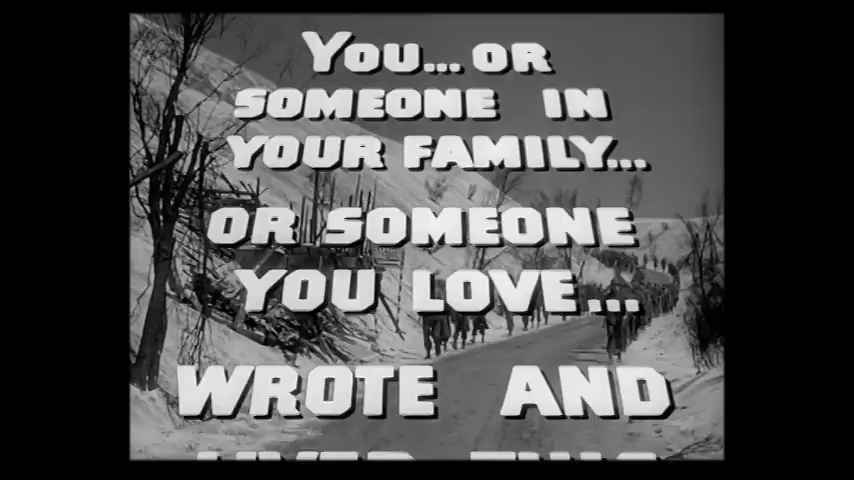 YOU... OR
SOMEONE IN
YOUR FAMILY...
OR SOMEONE
YOU LOVE...
WROTE AND